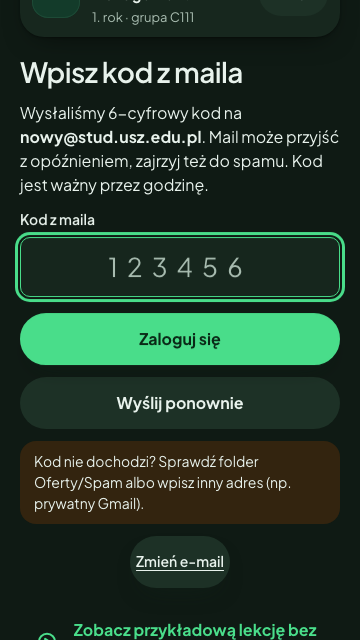 1. rok · grupa C111
Wpisz kod z maila
Wysłaliśmy 6-cyfrowy kod na
nowy@stud.usz.edu.pl. Mail może przyjść
z opóźnieniem, zajrzyj też do spamu. Kod
jest ważny przez godzinę.
Kod z maila
123456
Zaloguj się
Wyślij ponownie
Kod nie dochodzi? Sprawdź folder
Oferty/Spam albo wpisz inny adres (np.
prywatny Gmail).
Zmień e-mail
Zobacz przykładową lekcję bez